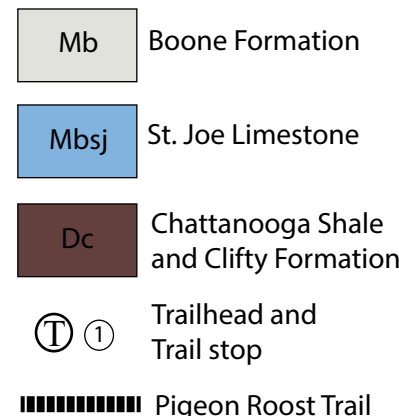 Mb Boone Formation
Mbsj St. Joe Limestone
Dc Chattanooga Shale
and Clifty Formation
T 1 Trailhead and
Trail stop
Pigeon Roost Trail